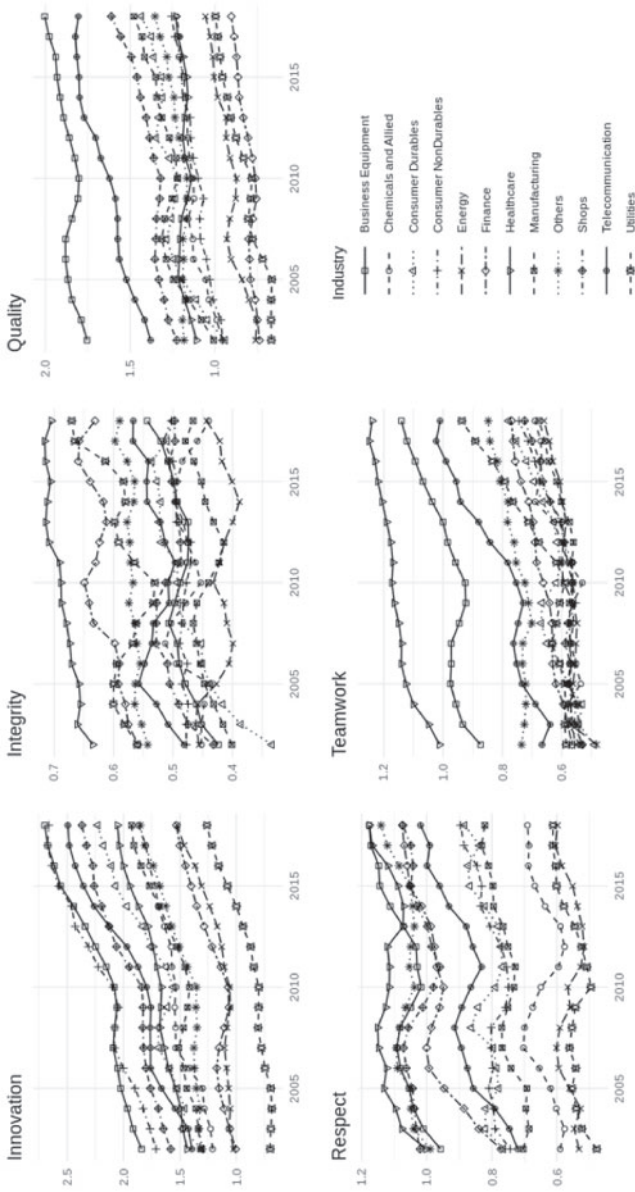 Innovation
2.5
2.0
1.5
1.0
2005
2010
2015
Integrity
0.7
0.6
0.5
0.4
2005
2010
2015
Quality
2.0
1.5
1.0
2005
2010
2015
Respect
1.2
1.0
0.8
0.6
2005
2010
2015
Teamwork
1.2
1.0
0.8
0.6
2005
2010
2015
Industry
Business Equipment
Chemicals and Allied
Consumer Durables
Consumer NonDurables
Energy
Finance
Healthcare
Manufacturing
Others
Shops
Telecommunication
Utilities